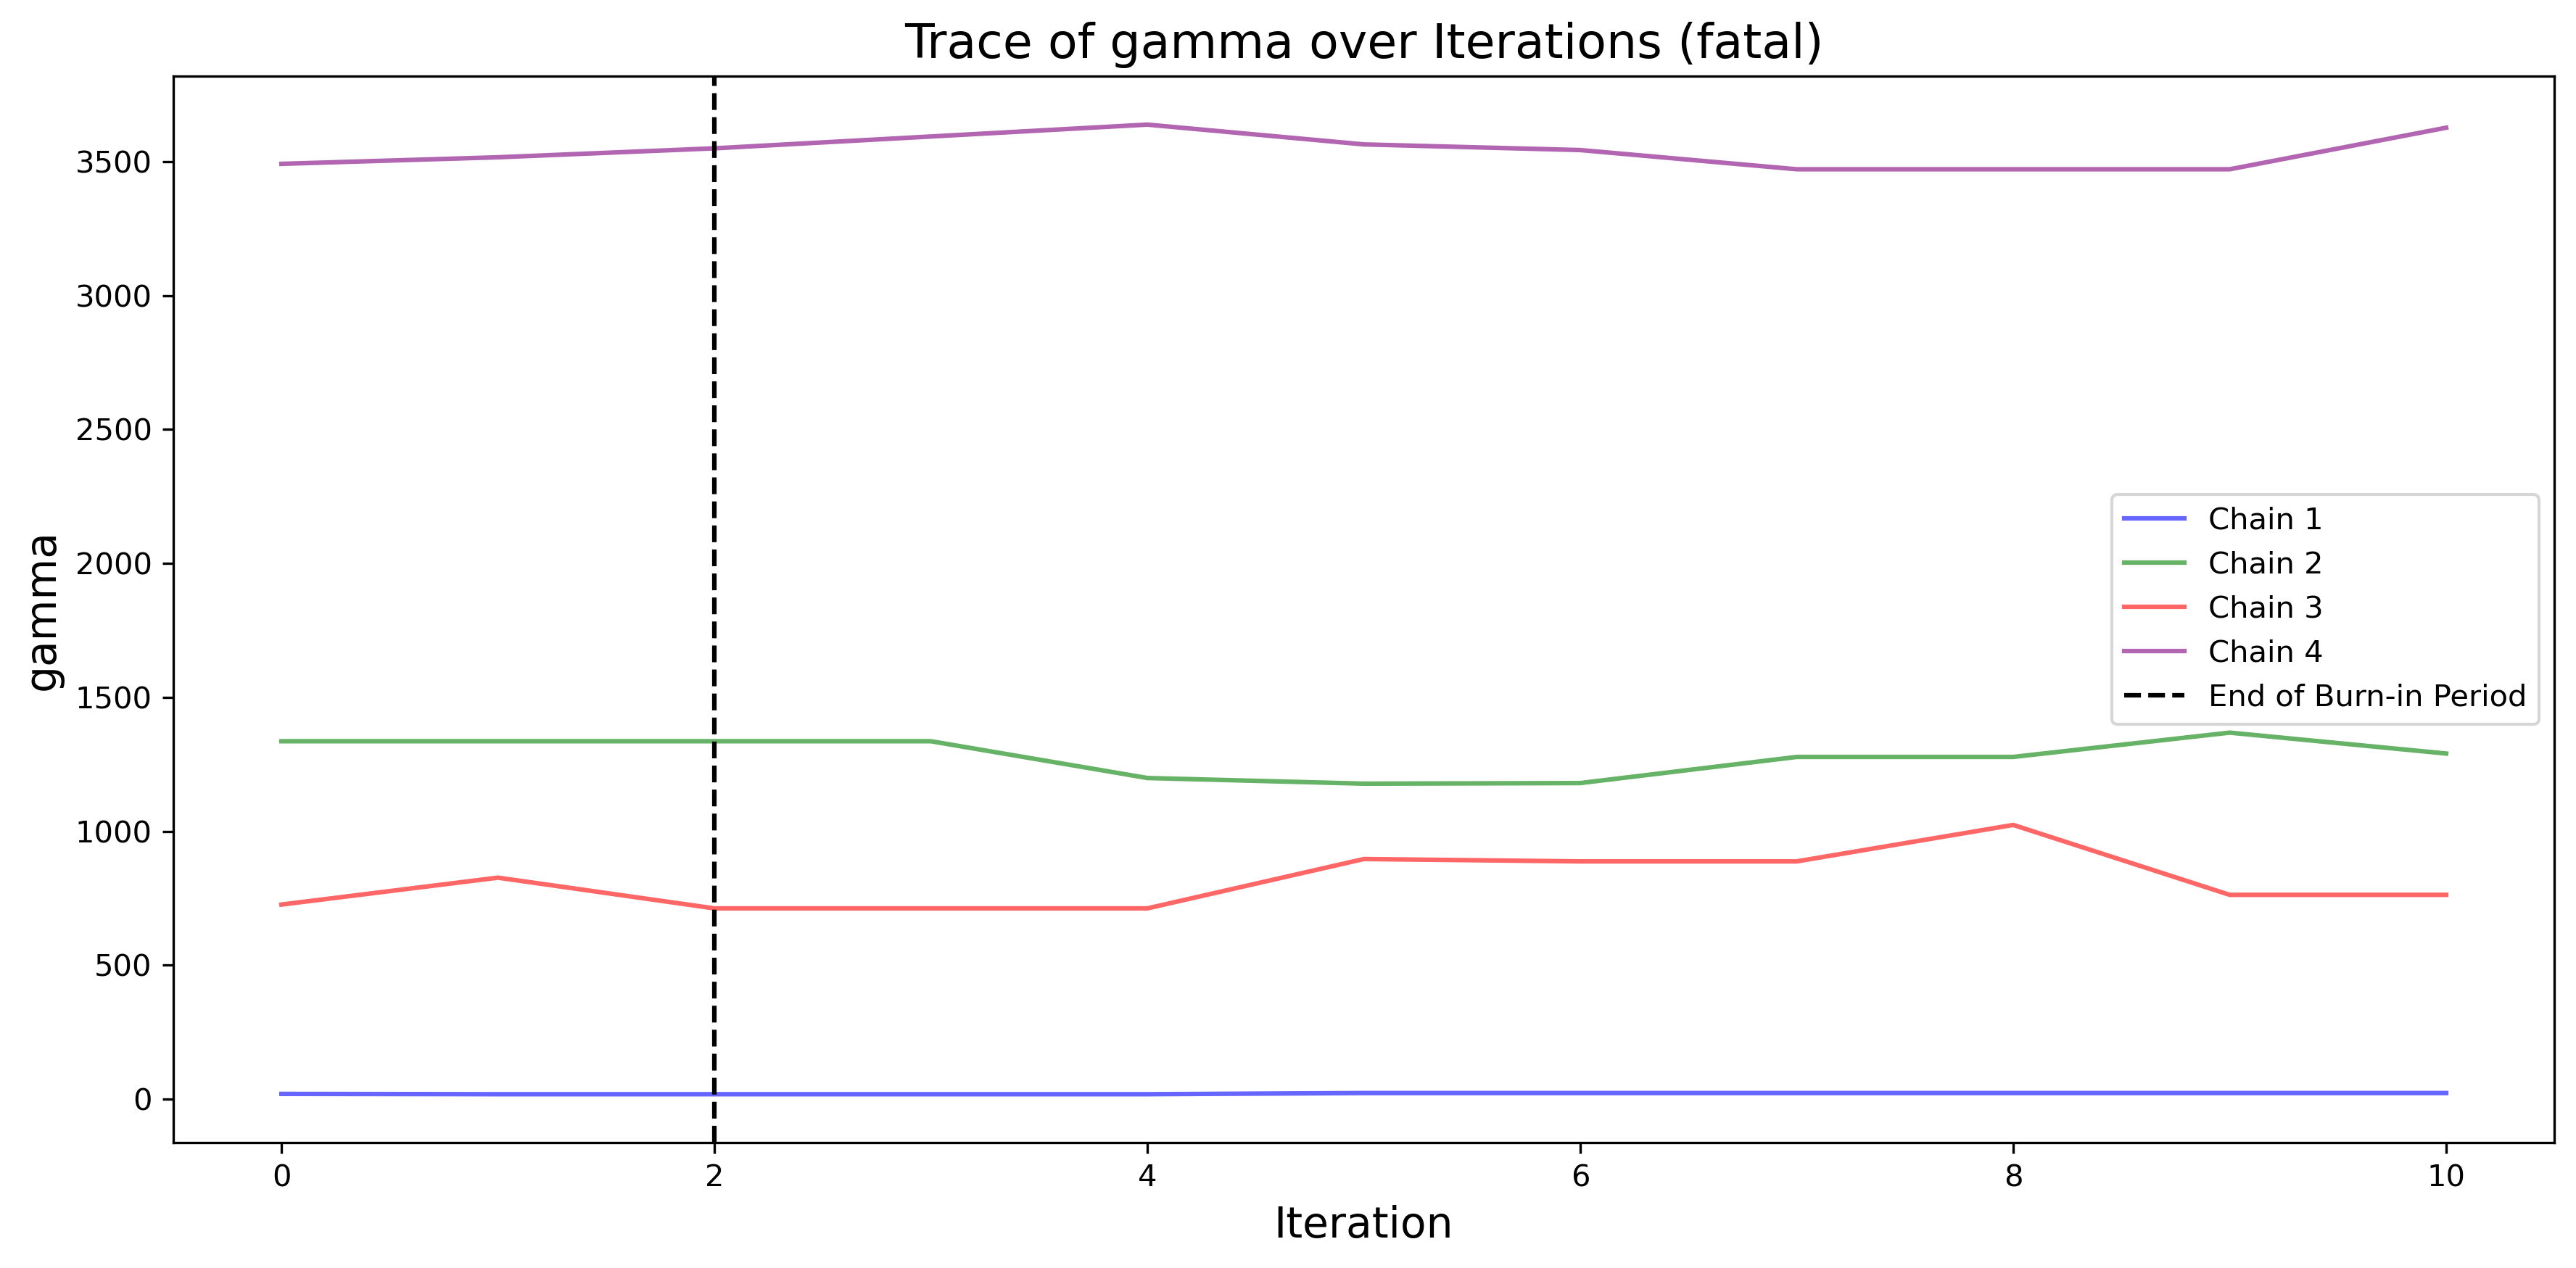 Trace of gamma over Iterations (fatal)
gamma
3500
3000
2500
2000
1500
1000
500
0
Chain 1
Chain 2
Chain 3
Chain 4
End of Burn-in Period
0 2 4 6 8 10
Iteration